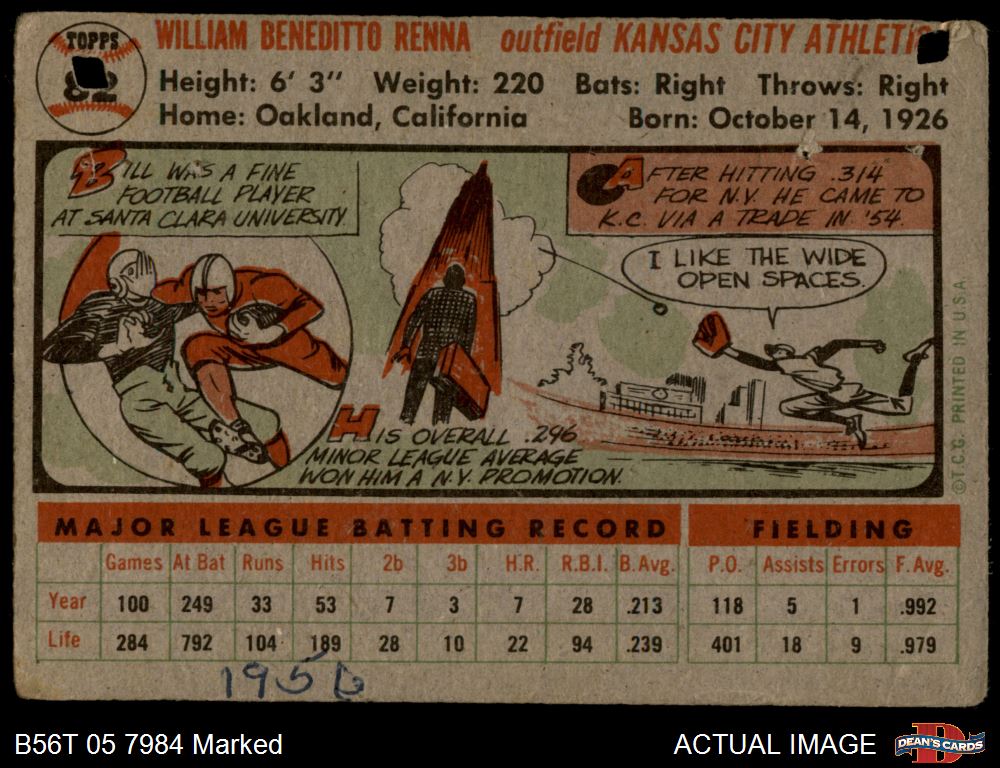 TOPPS
82
WILLIAM BENEDITTO RENNA outfield KANSAS CITY
Height: 6' 3" Weight: 220 Bats: Right Throws: Right
Home: Oakland, California Born: October 14, 1926
BILL WAS A FINE
FOOTBALL PLAYER
AT SANTA CLARA UNIVERSITY.
AFTER HITTING .314
FOR N.Y. HE CAME TO
K.C. VIA A TRADE IN '54.
I LIKE THE WIDE
OPEN SPACES.
HIS OVERALL .296
MINOR LEAGUE AVERAGE
WON HIM A N.Y. PROMOTION.
©T.C.G. PRINTED IN U.S.A.
MAJOR LEAGUE BATTING RECORD FIELDING
Games At Bat Runs Hits 2b 3b H.R. R.B.I. B.Avg. P.O. Assists Errors F. Avg.
Year 100 249 33 53 7 3 7 28 .213 118 5 1 .992
Life 284 792 104 189 28 10 22 94 .239 401 18 9 .979
1956
B56T 05 7984 Marked
ACTUAL IMAGE
D
DEAN'S CARDS